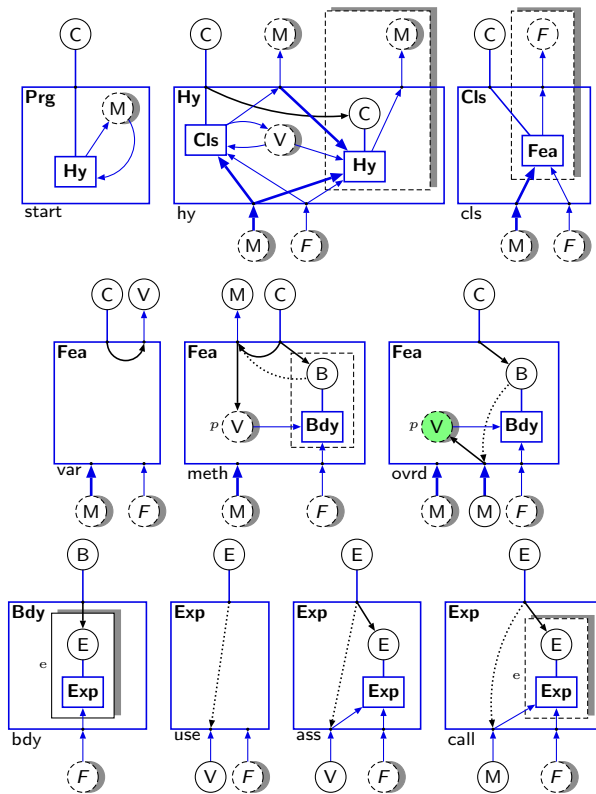 C M M C F
Prg Hy Cls
M C
Cls V Fea
Hy Hy
start hy cls
M F M F
C V M C C
Fea Fea Fea
B B
p V Bdy p V Bdy
var meth ovrd
M F M F M M F
B E E E
Bdy Exp Exp Exp
E E E
e e
Exp Exp Exp
bdy use ass call
F V F V F M F